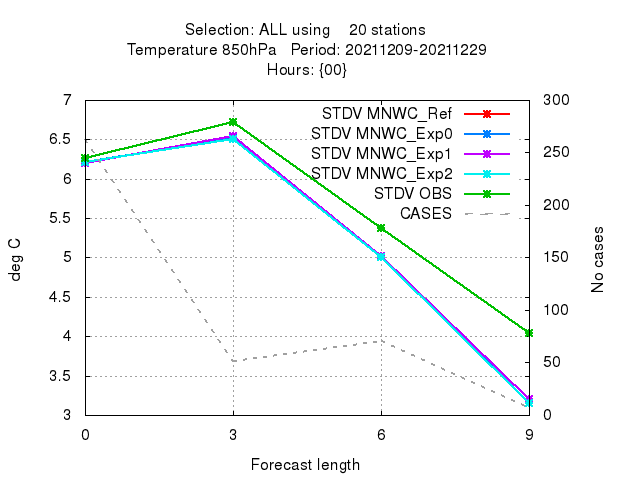 Selection: ALL using 20 stations
Temperature 850hPa Period: 20211209-20211229
Hours: {00}
STDV MNWC_Ref
STDV MNWC_Exp0
STDV MNWC_Exp1
STDV MNWC_Exp2
STDV OBS
CASES
7
6.5
6
5.5
5
4.5
4
3.5
3
deg C
300
250
200
150
100
50
0
No cases
0 3 6 9
Forecast length